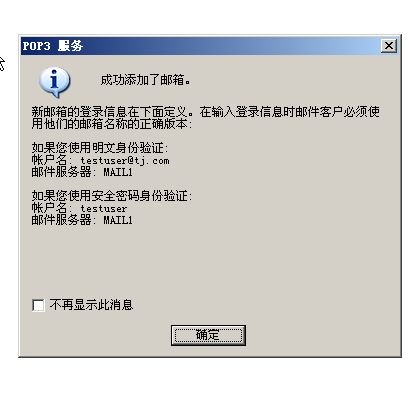 POP3 服务
成功添加了邮箱。
新邮箱的登录信息在下面定义。在输入登录信息时邮件客户必须使
用他们的邮箱名称的正确版本:
如果您使用明文身份验证:
帐户名: testuser@tj.com
邮件服务器: MAIL1
如果您使用安全密码身份验证:
帐户名: testuser
邮件服务器: MAIL1
不再显示此消息
确定